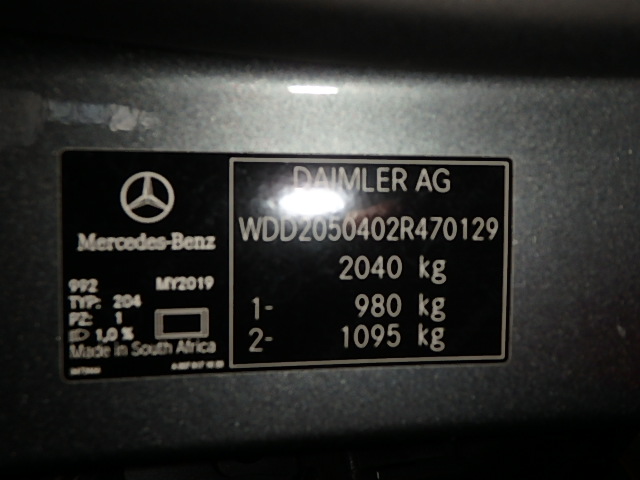 Mercedes-Benz
992 MY2019
TYP: 204
PZ: 1
1,0 %
Made in South Africa
DAIMLER AG
WDD2050402R470129
2040 kg
1- 980 kg
2- 1095 kg